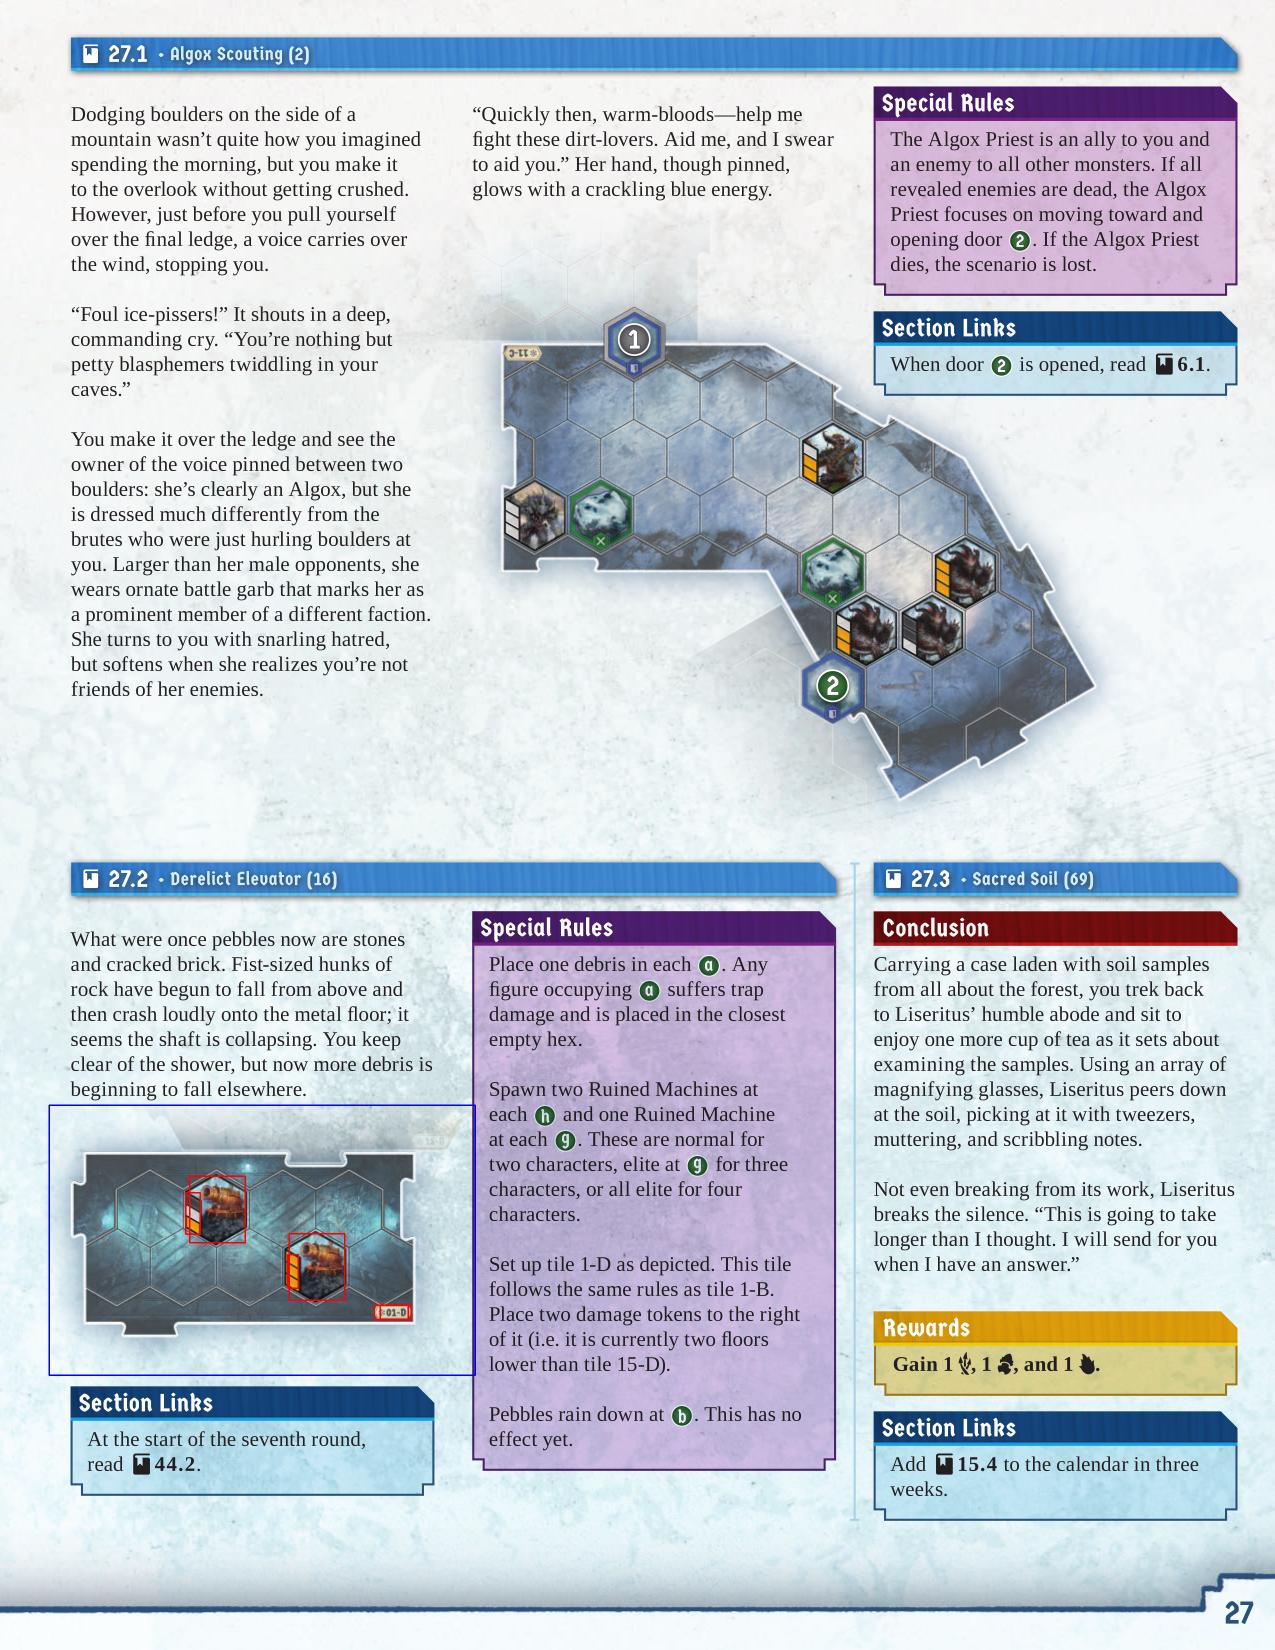 27.1 • Algox Scouting (2)
Dodging boulders on the side of a
mountain wasn’t quite how you imagined
spending the morning, but you make it
to the overlook without getting crushed.
However, just before you pull yourself
over the final ledge, a voice carries over
the wind, stopping you.
“Foul ice-pissers!” It shouts in a deep,
commanding cry. “You’re nothing but
petty blasphemers twiddling in your
caves.”
You make it over the ledge and see the
owner of the voice pinned between two
boulders: she’s clearly an Algox, but she
is dressed much differently from the
brutes who were just hurling boulders at
you. Larger than her male opponents, she
wears ornate battle garb that marks her as
a prominent member of a different faction.
She turns to you with snarling hatred,
but softens when she realizes you’re not
friends of her enemies.
“Quickly then, warm-bloods—help me
fight these dirt-lovers. Aid me, and I swear
to aid you.” Her hand, though pinned,
glows with a crackling blue energy.
1
11-C
2
Special Rules
The Algox Priest is an ally to you and
an enemy to all other monsters. If all
revealed enemies are dead, the Algox
Priest focuses on moving toward and
opening door 2. If the Algox Priest
dies, the scenario is lost.
Section Links
When door 2 is opened, read 6.1.
27.2 • Derelict Elevator (16)
What were once pebbles now are stones
and cracked brick. Fist-sized hunks of
rock have begun to fall from above and
then crash loudly onto the metal floor; it
seems the shaft is collapsing. You keep
clear of the shower, but now more debris is
beginning to fall elsewhere.
01-D
Section Links
At the start of the seventh round,
read 44.2.
Special Rules
Place one debris in each a. Any
figure occupying a suffers trap
damage and is placed in the closest
empty hex.
Spawn two Ruined Machines at
each h and one Ruined Machine
at each g. These are normal for
two characters, elite at g for three
characters, or all elite for four
characters.
Set up tile 1-D as depicted. This tile
follows the same rules as tile 1-B.
Place two damage tokens to the right
of it (i.e. it is currently two floors
lower than tile 15-D).
Pebbles rain down at b. This has no
effect yet.
27.3 • Sacred Soil (69)
Conclusion
Carrying a case laden with soil samples
from all about the forest, you trek back
to Liseritus’ humble abode and sit to
enjoy one more cup of tea as it sets about
examining the samples. Using an array of
magnifying glasses, Liseritus peers down
at the soil, picking at it with tweezers,
muttering, and scribbling notes.
Not even breaking from its work, Liseritus
breaks the silence. “This is going to take
longer than I thought. I will send for you
when I have an answer.”
Rewards
Gain 1 , 1 , and 1 .
Section Links
Add 15.4 to the calendar in three
weeks.
27